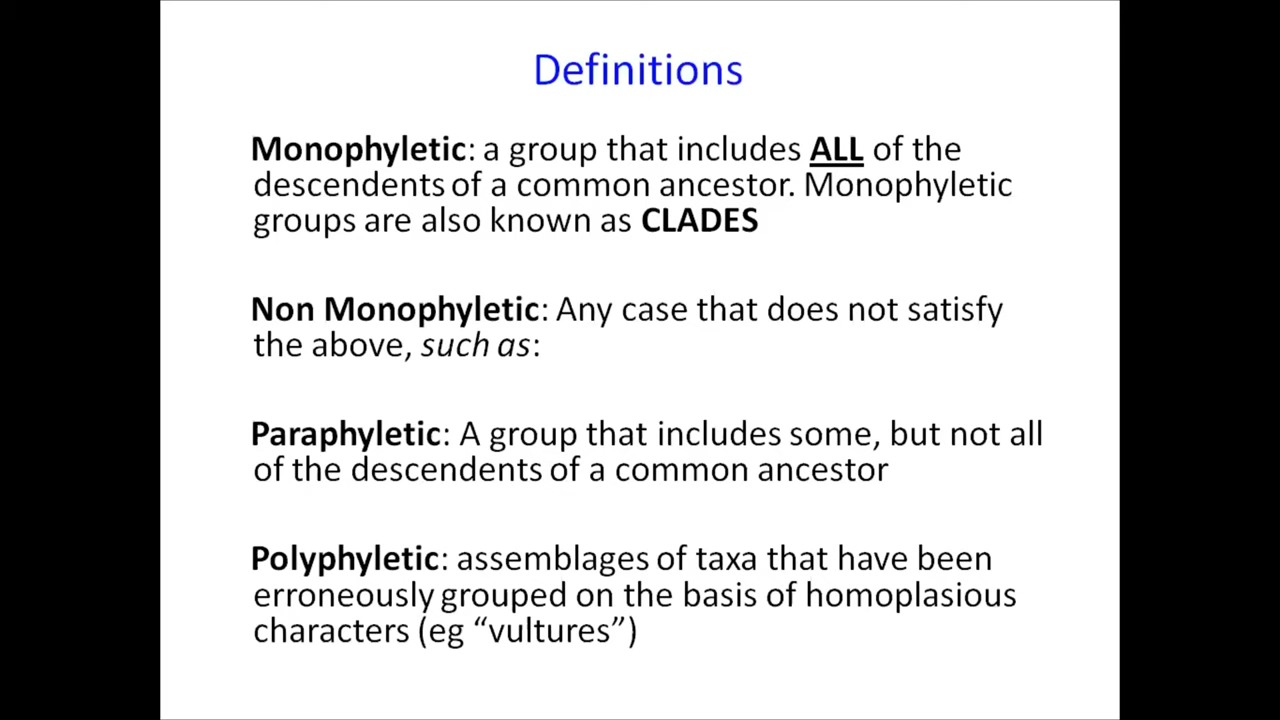 Definitions
Monophyletic: a group that includes ALL of the
descendents of a common ancestor. Monophyletic
groups are also known as CLADES
Non Monophyletic: Any case that does not satisfy
the above, such as:
Paraphyletic: A group that includes some, but not all
of the descendents of a common ancestor
Polyphyletic: assemblages of taxa that have been
erroneously grouped on the basis of homoplasious
characters (eg “vultures”)